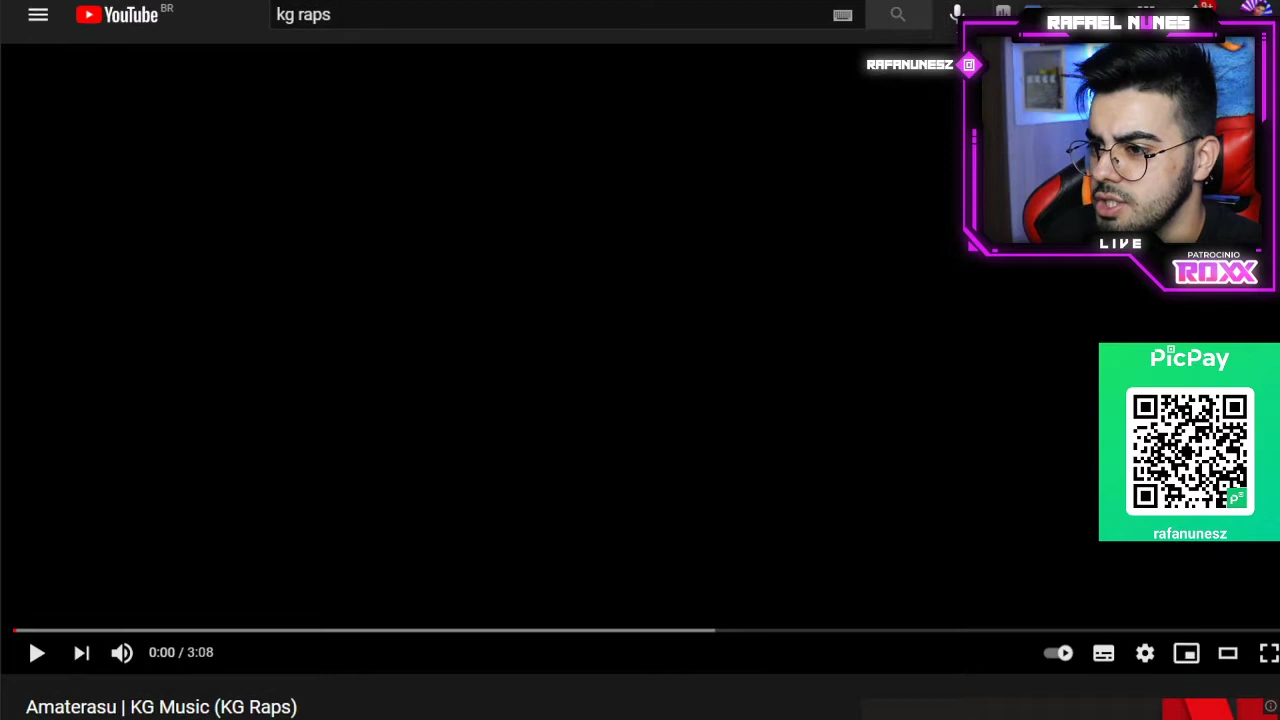 YouTube BR
kg raps
9+
RAFAEL NUNES
RAFANUNESZ
LIVE
PATROCINIO
ROXX
PicPay
rafanunesz
0:00 / 3:08
Amaterasu | KG Music (KG Raps)